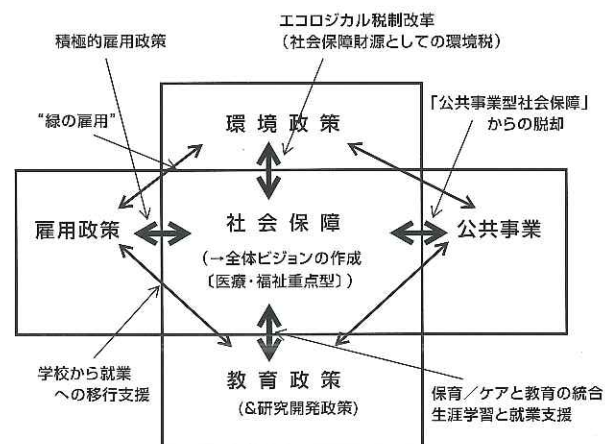 エコロジカル税制改革
（社会保障財源としての環境税）
積極的雇用政策
「公共事業型社会保障」
からの脱却
“緑の雇用”
環境政策
雇用政策
社会保障
公共事業
（→全体ビジョンの作成
〔医療・福祉重点型〕）
学校から就業
への移行支援
教育政策
（&研究開発政策）
保育／ケアと教育の統合
生涯学習と就業支援